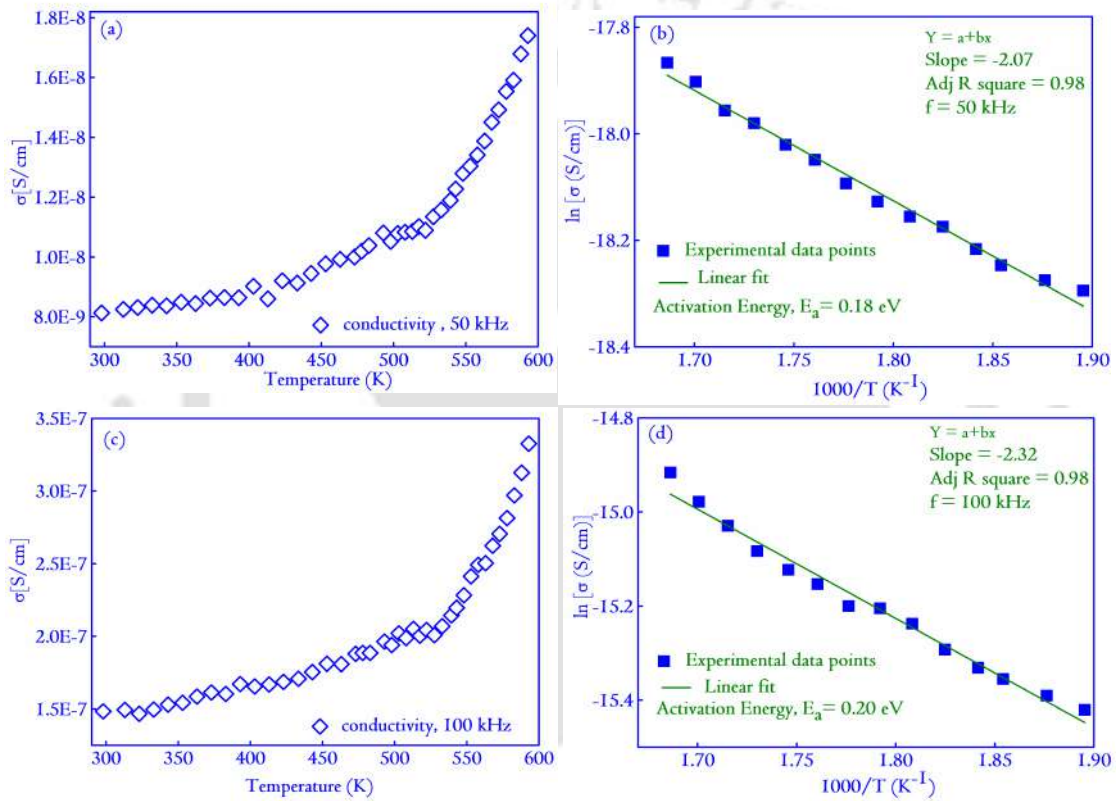 (a)
1.8E-8
1.6E-8
1.4E-8
1.2E-8
1.0E-8
8.0E-9
σ[S/cm]
conductivity , 50 kHz
300 350 400 450 500 550 600
Temperature (K)
(b)
Y = a+bx
Slope = -2.07
Adj R square = 0.98
f = 50 kHz
-17.8
-18.0
-18.2
-18.4
ln [σ (S/cm)]
Experimental data points
Linear fit
Activation Energy, Ea= 0.18 eV
1.70 1.75 1.80 1.85 1.90
1000/T (K⁻¹)
(c)
3.5E-7
3.0E-7
2.5E-7
2.0E-7
1.5E-7
σ[S/cm]
conductivity, 100 kHz
300 350 400 450 500 550 600
Temperature (K)
(d)
Y = a+bx
Slope = -2.32
Adj R square = 0.98
f = 100 kHz
-14.8
-15.0
-15.2
-15.4
ln [σ (S/cm)]
Experimental data points
Linear fit
Activation Energy, Ea= 0.20 eV
1.70 1.75 1.80 1.85 1.90
1000/T (K⁻¹)